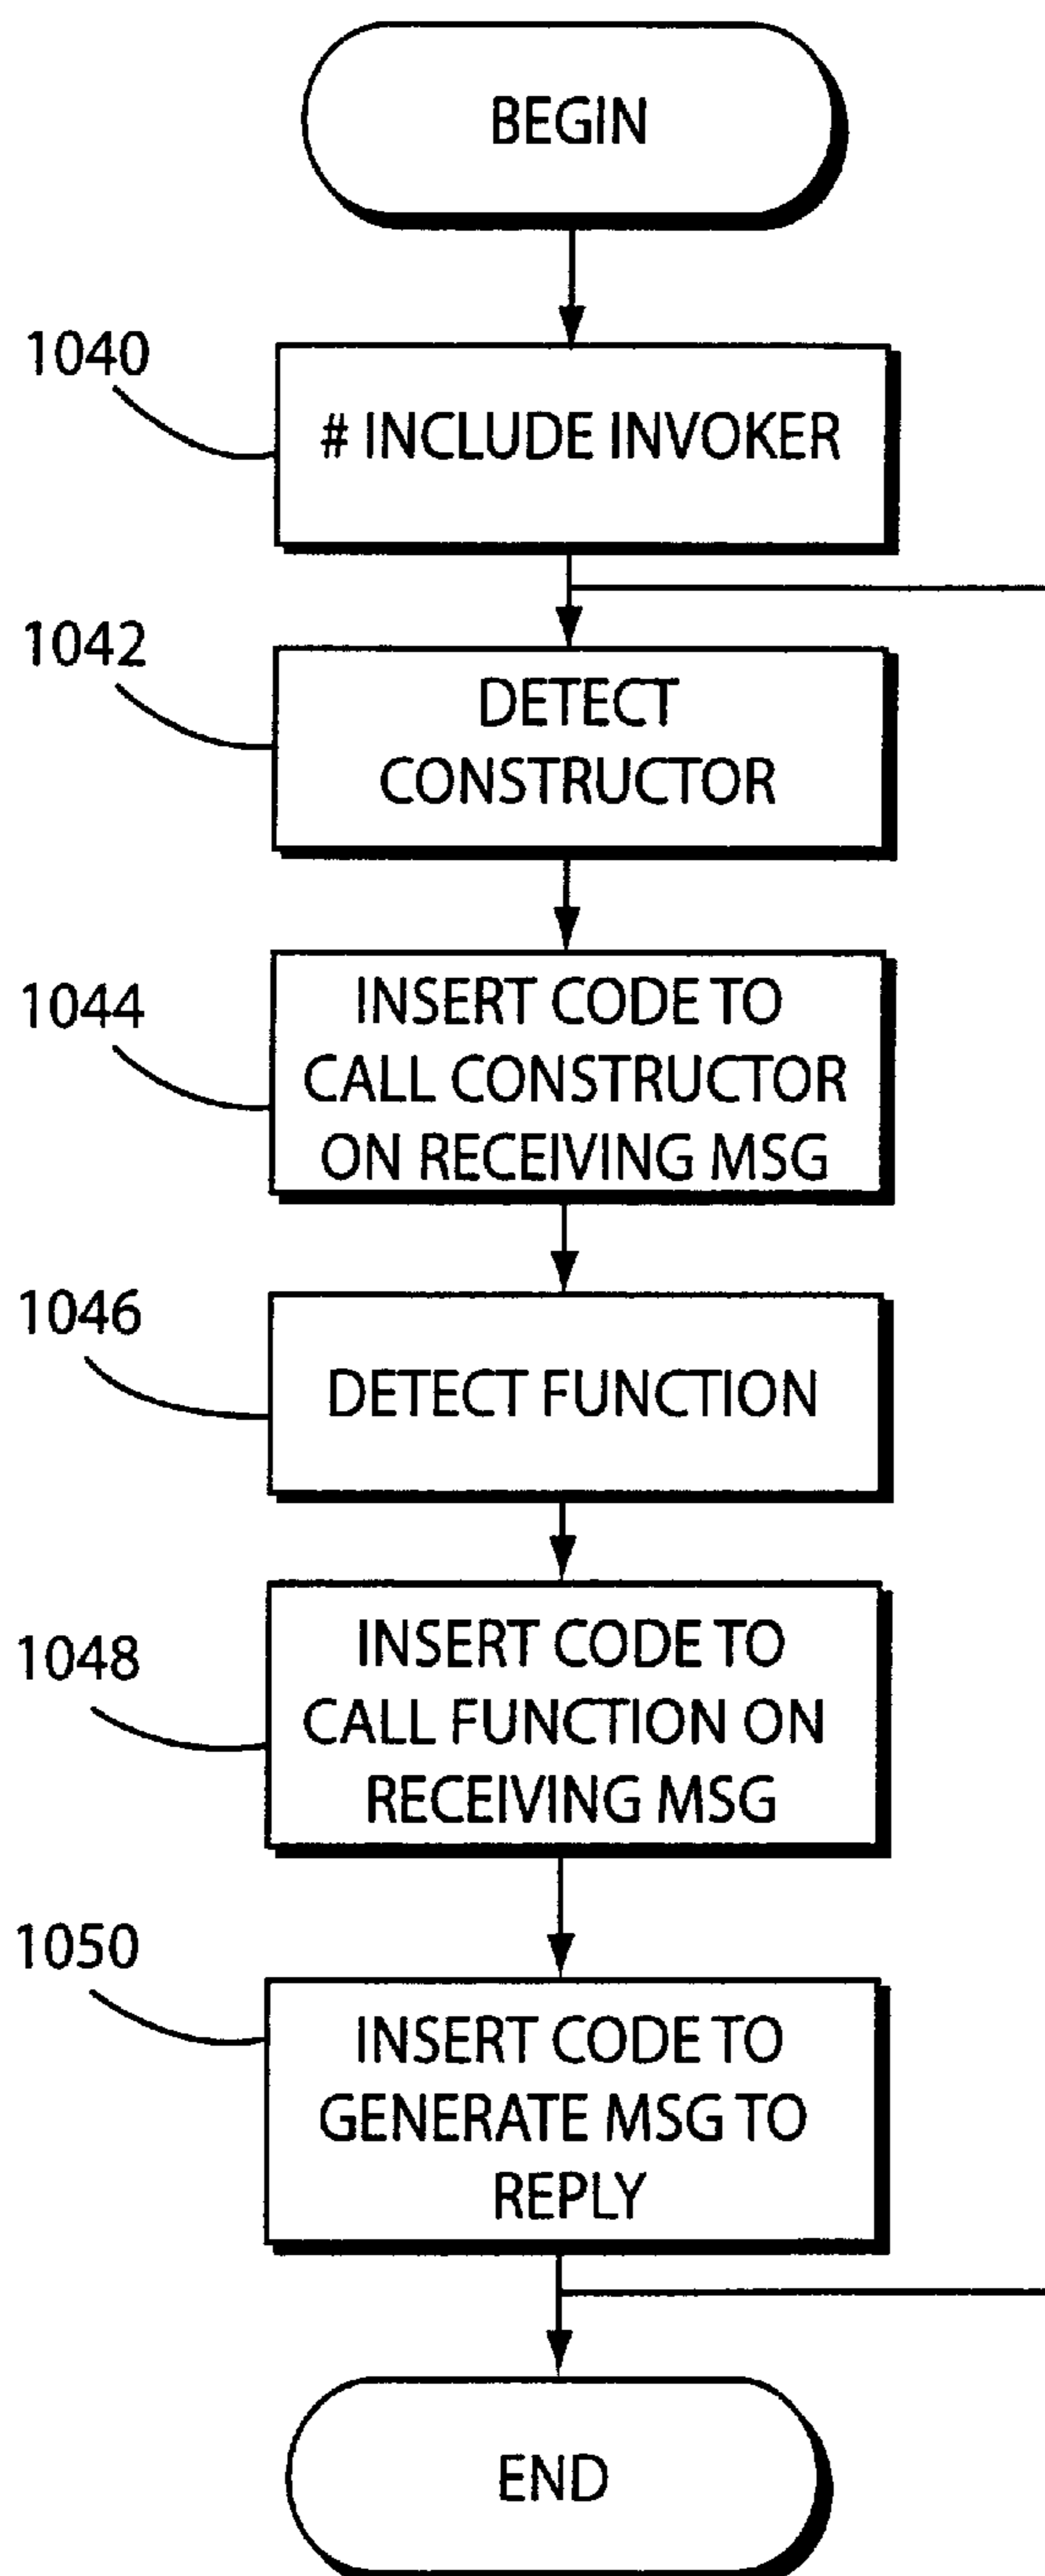 BEGIN
1040
# INCLUDE INVOKER
1042
DETECT
CONSTRUCTOR
1044
INSERT CODE TO
CALL CONSTRUCTOR
ON RECEIVING MSG
1046
DETECT FUNCTION
1048
INSERT CODE TO
CALL FUNCTION ON
RECEIVING MSG
1050
INSERT CODE TO
GENERATE MSG TO
REPLY
END